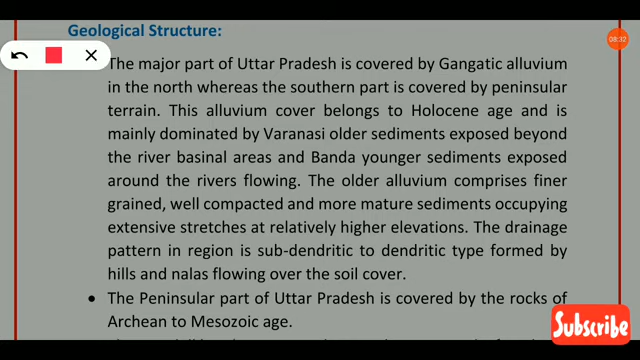 Geological Structure:
08:32
The major part of Uttar Pradesh is covered by Gangatic alluvium
in the north whereas the southern part is covered by peninsular
terrain. This alluvium cover belongs to Holocene age and is
mainly dominated by Varanasi older sediments exposed beyond
the river basinal areas and Banda younger sediments exposed
around the rivers flowing. The older alluvium comprises finer
grained, well compacted and more mature sediments occupying
extensive stretches at relatively higher elevations. The drainage
pattern in region is sub-dendritic to dendritic type formed by
hills and nalas flowing over the soil cover.
• The Peninsular part of Uttar Pradesh is covered by the rocks of
Archean to Mesozoic age.
Subscribe